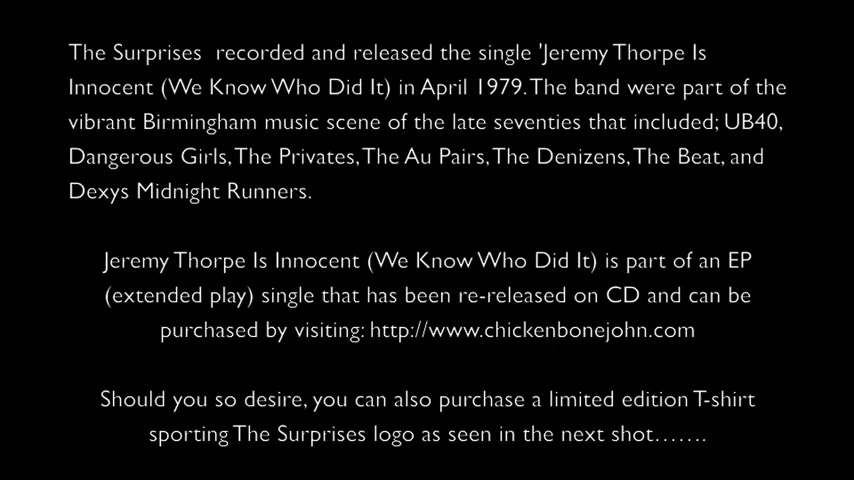 The Surprises  recorded and released the single 'Jeremy Thorpe Is
Innocent (We Know Who Did It) in April 1979. The band were part of the
vibrant Birmingham music scene of the late seventies that included; UB40,
Dangerous Girls, The Privates, The Au Pairs, The Denizens, The Beat, and
Dexys Midnight Runners.
Jeremy Thorpe Is Innocent (We Know Who Did It) is part of an EP
(extended play) single that has been re-released on CD and can be
purchased by visiting: http://www.chickenbonejohn.com
Should you so desire, you can also purchase a limited edition T-shirt
sporting The Surprises logo as seen in the next shot.......